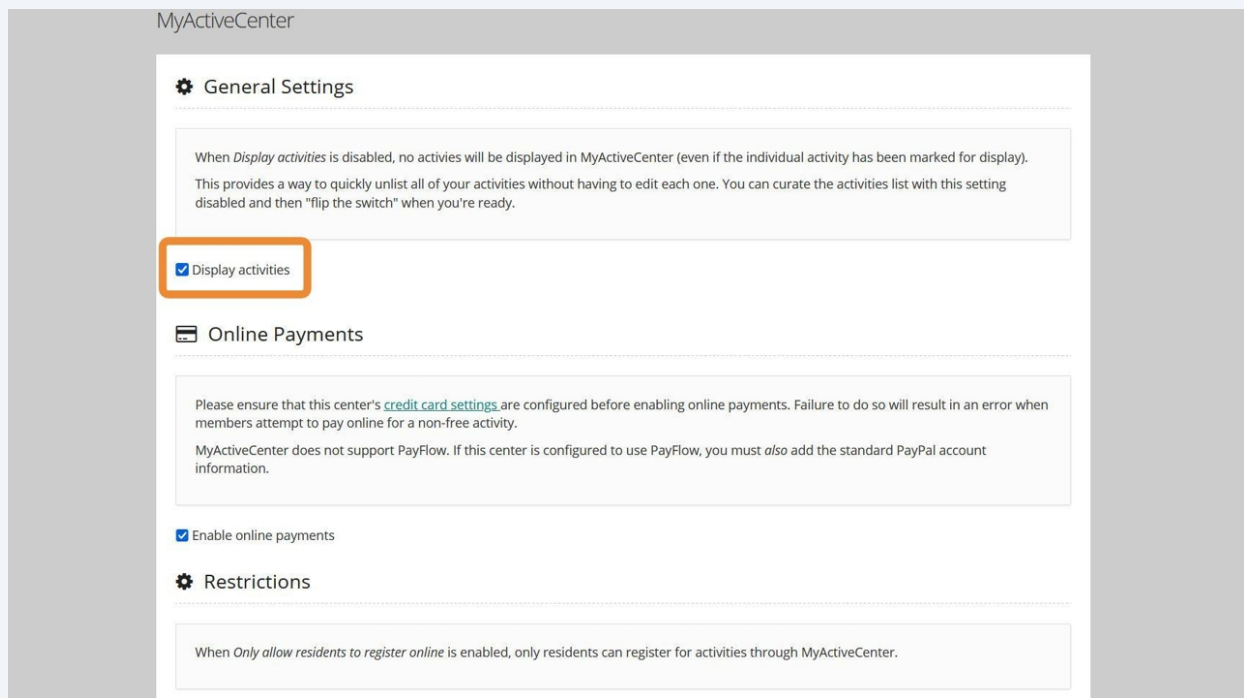 MyActiveCenter
General Settings
When Display activities is disabled, no activies will be displayed in MyActiveCenter (even if the individual activity has been marked for display).
This provides a way to quickly unlist all of your activities without having to edit each one. You can curate the activities list with this setting
disabled and then "flip the switch" when you're ready.
Display activities
Online Payments
Please ensure that this center's credit card settings are configured before enabling online payments. Failure to do so will result in an error when
members attempt to pay online for a non-free activity.
MyActiveCenter does not support PayFlow. If this center is configured to use PayFlow, you must also add the standard PayPal account
information.
Enable online payments
Restrictions
When Only allow residents to register online is enabled, only residents can register for activities through MyActiveCenter.